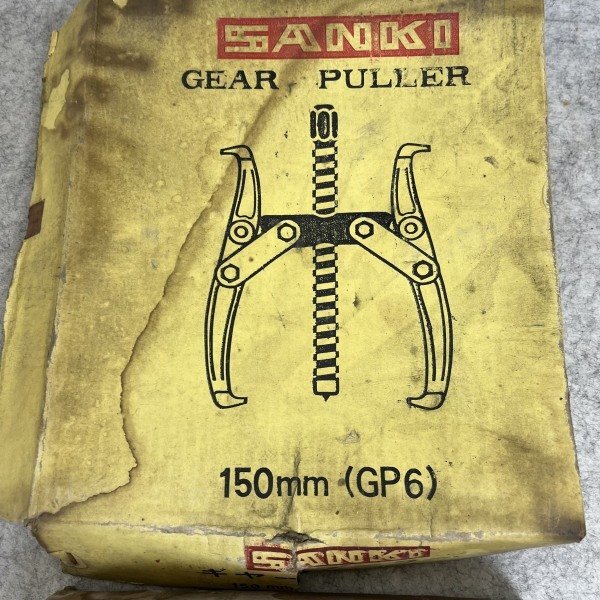 SANKI
GEAR PULLER
150mm (GP6)
SANKI